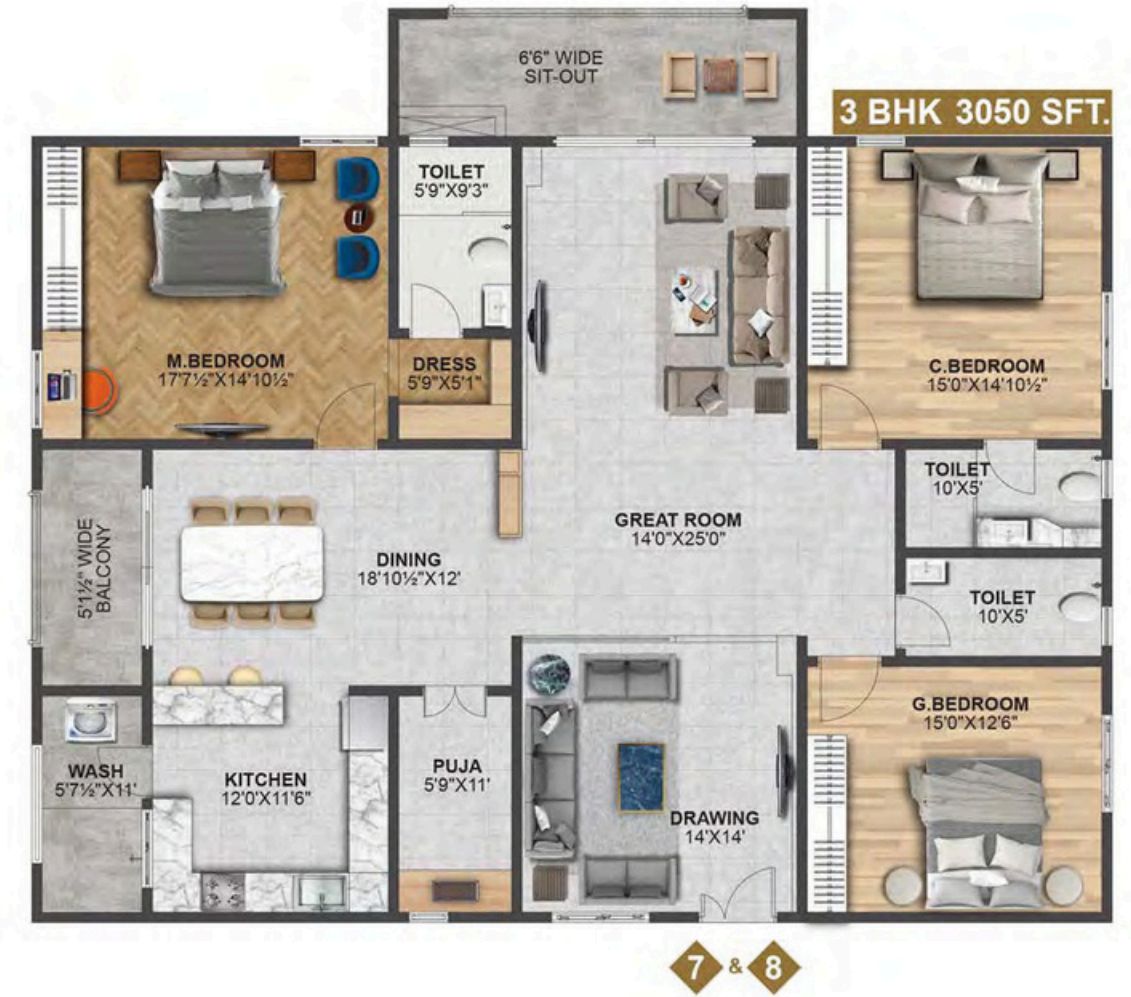 6'6" WIDE
SIT-OUT
3 BHK 3050 SFT.
TOILET
5'9"X9'3"
M.BEDROOM
17'7½"X14'10½"
DRESS
5'9"X5'1"
C.BEDROOM
15'0"X14'10½"
TOILET
10'X5'
GREAT ROOM
14'0"X25'0"
5'1½" WIDE
BALCONY
DINING
18'10½"X12'
TOILET
10'X5'
G.BEDROOM
15'0"X12'6"
WASH
5'7½"X11'
KITCHEN
12'0'X11'6"
PUJA
5'9"X11'
DRAWING
14'X14'
7 & 8